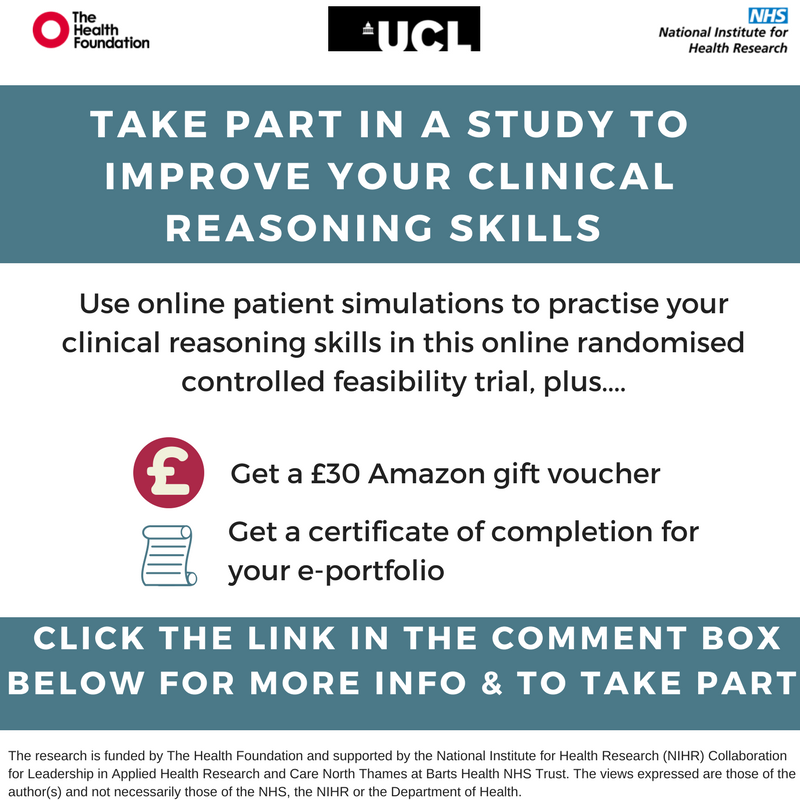 The
Health
Foundation
UCL
NHS
National Institute for
Health Research
TAKE PART IN A STUDY TO
IMPROVE YOUR CLINICAL
REASONING SKILLS
Use online patient simulations to practise your
clinical reasoning skills in this online randomised
controlled feasibility trial, plus....
£
Get a £30 Amazon gift voucher
Get a certificate of completion for
your e-portfolio
CLICK THE LINK IN THE COMMENT BOX
BELOW FOR MORE INFO & TO TAKE PART
The research is funded by The Health Foundation and supported by the National Institute for Health Research (NIHR) Collaboration
for Leadership in Applied Health Research and Care North Thames at Barts Health NHS Trust. The views expressed are those of the
author(s) and not necessarily those of the NHS, the NIHR or the Department of Health.